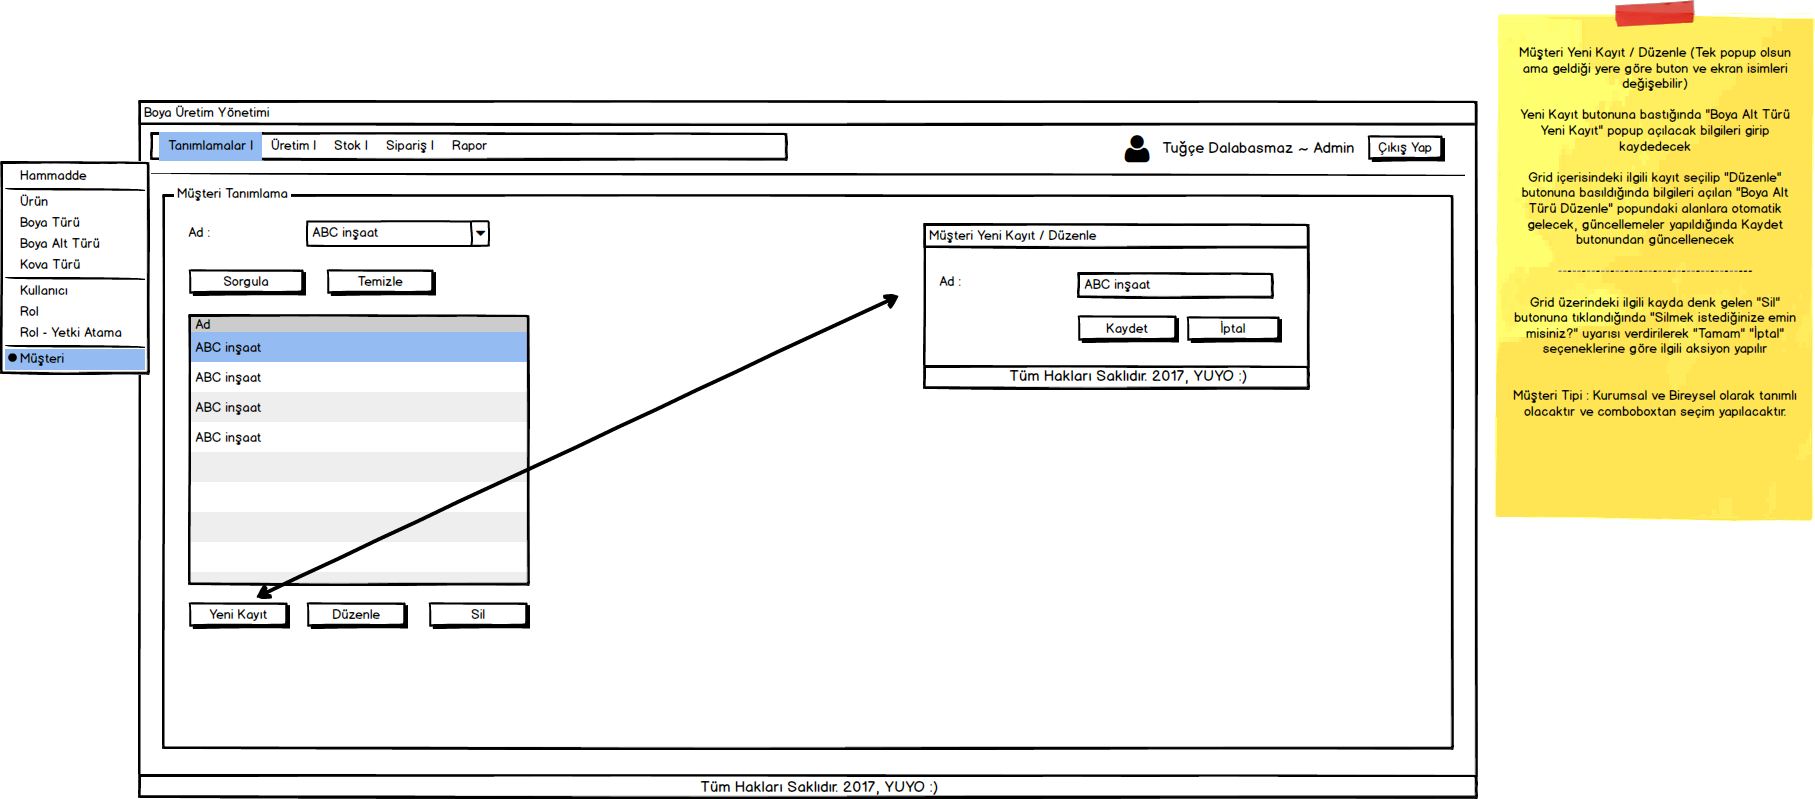 Boya Üretim Yönetimi
Tanımlamalar | Üretim | Stok | Sipariş | Rapor
Tuğçe Dalabasmaz ~ Admin
Çıkış Yap
Hammadde
Ürün
Boya Türü
Boya Alt Türü
Kova Türü
Kullanıcı
Rol
Rol - Yetki Atama
Müşteri
Müşteri Tanımlama
Ad :
ABC inşaat
Sorgula
Temizle
Ad
ABC inşaat
ABC inşaat
ABC inşaat
ABC inşaat
Yeni Kayıt
Düzenle
Sil
Müşteri Yeni Kayıt / Düzenle
Ad :
ABC inşaat
Kaydet
İptal
Tüm Hakları Saklıdır. 2017, YUYO :)
Tüm Hakları Saklıdır. 2017, YUYO :)
Müşteri Yeni Kayıt / Düzenle (Tek popup olsun
ama geldiği yere göre buton ve ekran isimleri
değişebilir)
Yeni Kayıt butonuna bastığında "Boya Alt Türü
Yeni Kayıt" popup açılacak bilgileri girip
kaydedecek
Grid içerisindeki ilgili kayıt seçilip "Düzenle"
butonuna basıldığında bilgileri açılan "Boya Alt
Türü Düzenle" popundaki alanlara otomatik
gelecek, güncellemeler yapıldığında Kaydet
butonundan güncellenecek
----------------------------------------
Grid üzerindeki ilgili kayda denk gelen "Sil"
butonuna tıklandığında "Silmek istediğinize emin
misiniz?" uyarısı verdirilerek "Tamam" "İptal"
seçeneklerine göre ilgili aksiyon yapılır
Müşteri Tipi : Kurumsal ve Bireysel olarak tanımlı
olacaktır ve comboboxtan seçim yapılacaktır.